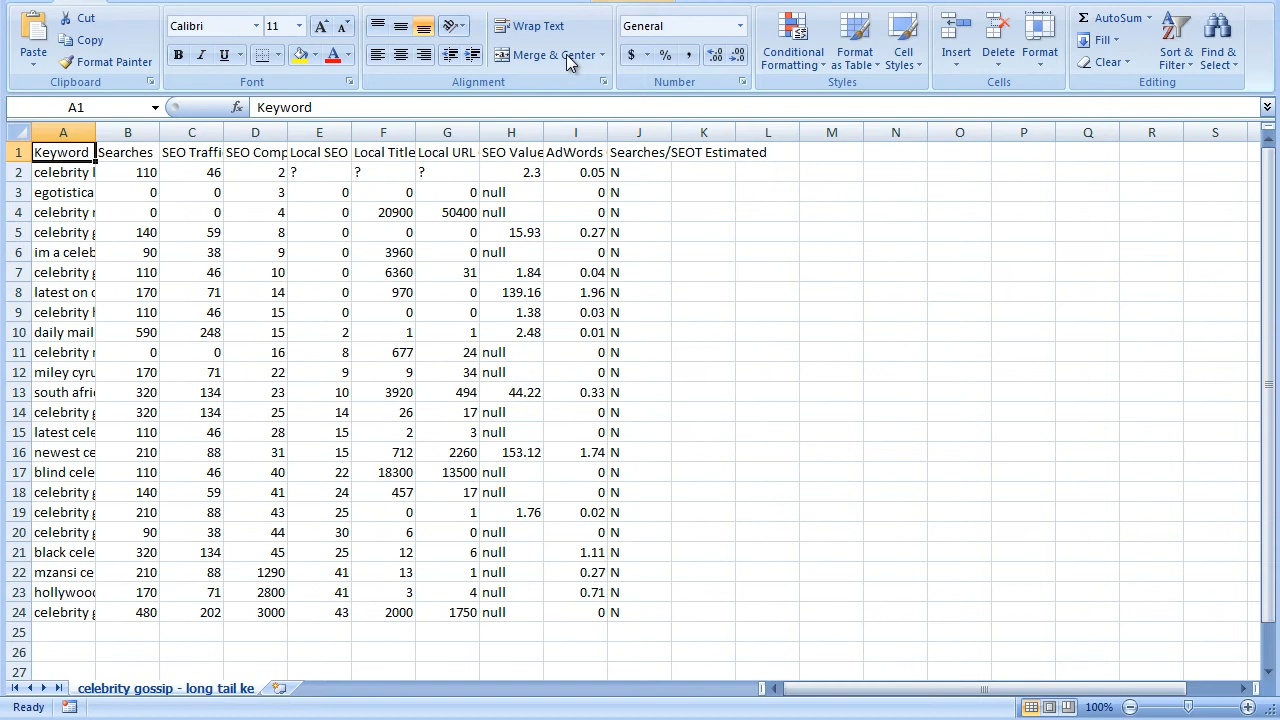 Cut
Copy
Format Painter
Paste
Clipboard
Calibri 11
A A
B I U A
Font
Wrap Text
Merge & Center
Alignment
General
$ % , .00 .00
Number
Conditional Formatting
Format as Table
Cell Styles
Styles
Insert Delete Format
Cells
Σ AutoSum
Fill
Clear
Sort & Filter
Find & Select
Editing
A1 fx Keyword
A B C D E F G H I J K L M N O P Q R S
1 Keyword Searches SEO Traffi SEO Comp Local SEO Local Title Local URL SEO Value AdWords Searches/SEOT Estimated
2 celebrity l 110 46 2 ? ? ? 2.3 0.05 N
3 egotistica 0 0 3 0 0 0 null 0 N
4 celebrity r 0 0 4 0 20900 50400 null 0 N
5 celebrity g 140 59 8 0 0 0 15.93 0.27 N
6 im a celeb 90 38 9 0 3960 0 null 0 N
7 celebrity g 110 46 10 0 6360 31 1.84 0.04 N
8 latest on c 170 71 14 0 970 0 139.16 1.96 N
9 celebrity h 110 46 15 0 0 0 1.38 0.03 N
10 daily mail 590 248 15 2 1 1 2.48 0.01 N
11 celebrity r 0 0 16 8 677 24 null 0 N
12 miley cyru 170 71 22 9 9 34 null 0 N
13 south afri 320 134 23 10 3920 494 44.22 0.33 N
14 celebrity g 320 134 25 14 26 17 null 0 N
15 latest cele 110 46 28 15 2 3 null 0 N
16 newest ce 210 88 31 15 712 2260 153.12 1.74 N
17 blind cele 110 46 40 22 18300 13500 null 0 N
18 celebrity g 140 59 41 24 457 17 null 0 N
19 celebrity g 210 88 43 25 0 1 1.76 0.02 N
20 celebrity g 90 38 44 30 6 0 null 0 N
21 black cele 320 134 45 25 12 6 null 1.11 N
22 mzansi ce 210 88 1290 41 13 1 null 0.27 N
23 hollywood 170 71 2800 41 3 4 null 0.71 N
24 celebrity g 480 202 3000 43 2000 1750 null 0 N
25
26
27
celebrity gossip - long tail ke
Ready 100%